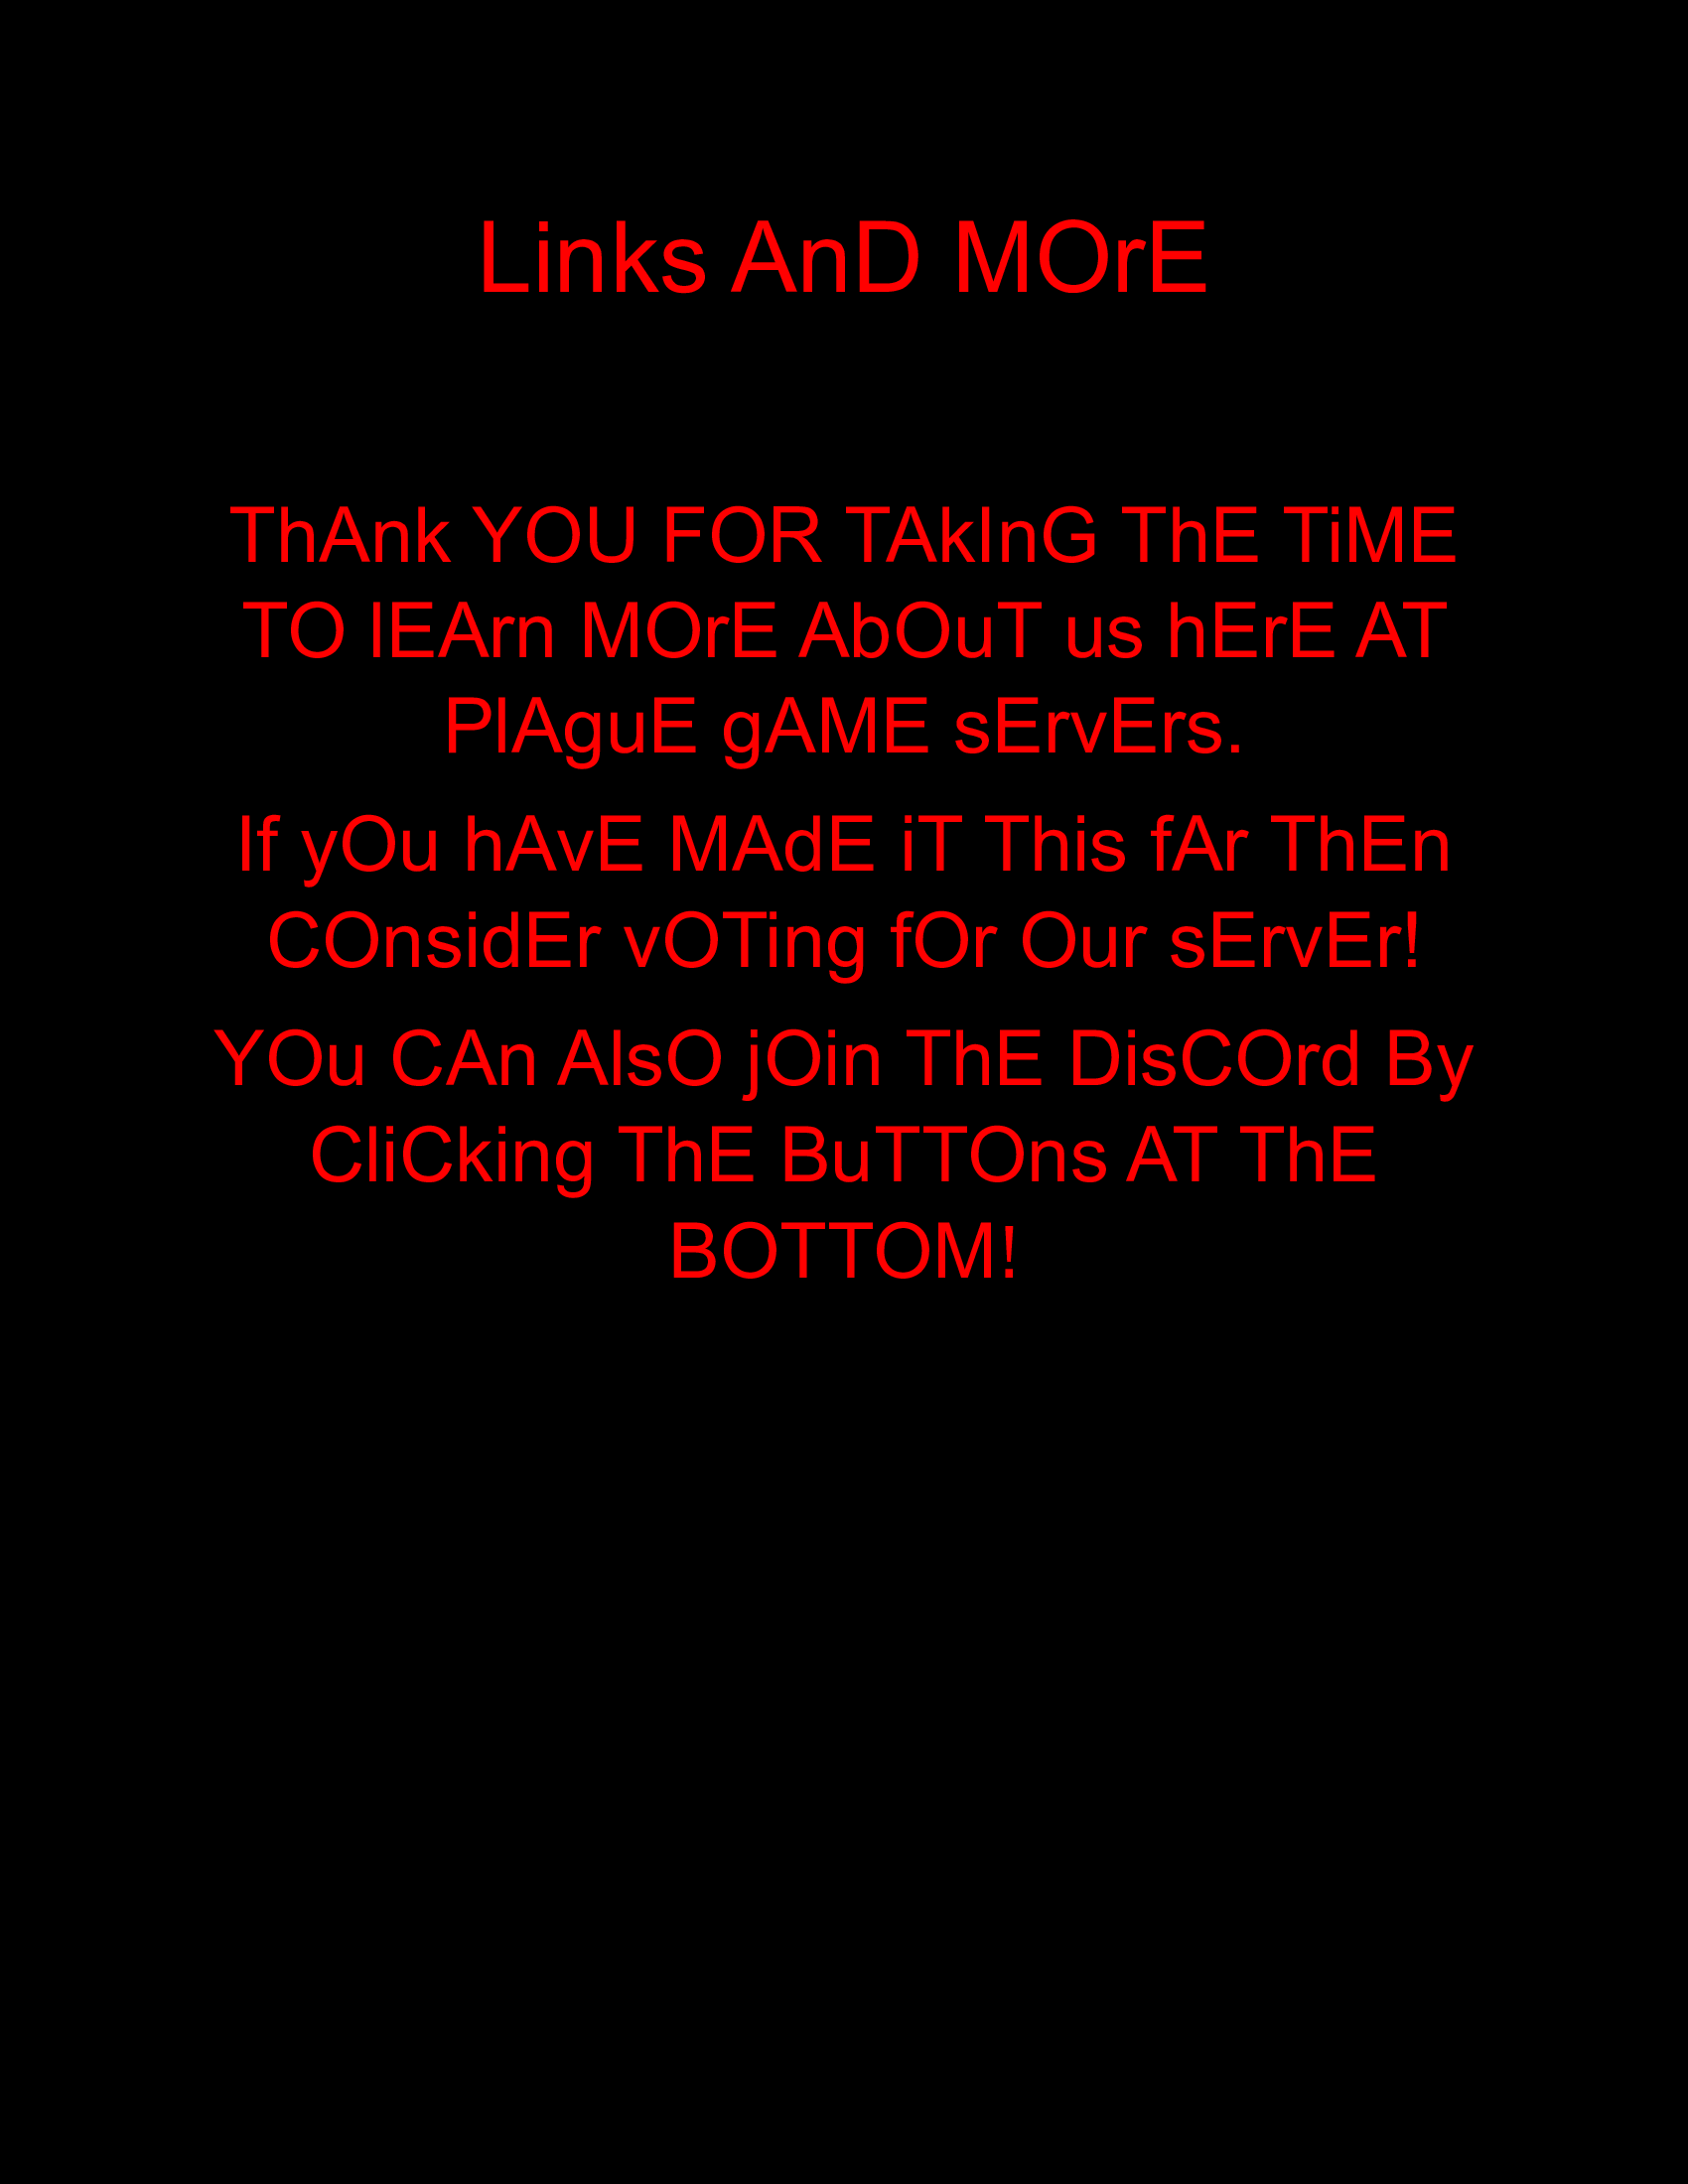 Links AnD MOrE
ThAnk YOU FOR TAkInG ThE TiME
TO lEArn MOrE AbOuT us hErE AT
PlAguE gAME sErvErs.
If yOu hAvE MAdE iT This fAr ThEn
COnsidEr vOTing fOr Our sErvEr!
YOu CAn AlsO jOin ThE DisCOrd By
CliCking ThE BuTTOns AT ThE
BOTTOM!